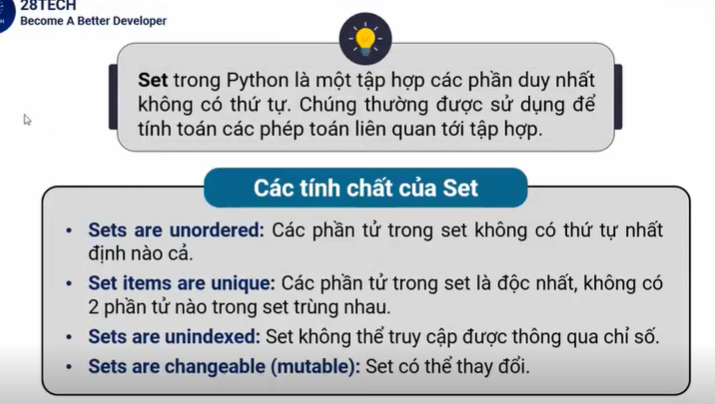 28TECH
Become A Better Developer
Set trong Python là một tập hợp các phần duy nhất
không có thứ tự. Chúng thường được sử dụng để
tính toán các phép toán liên quan tới tập hợp.
Các tính chất của Set
• Sets are unordered: Các phần tử trong set không có thứ tự nhất
định nào cả.
• Set items are unique: Các phần tử trong set là độc nhất, không có
2 phần tử nào trong set trùng nhau.
• Sets are unindexed: Set không thể truy cập được thông qua chỉ số.
• Sets are changeable (mutable): Set có thể thay đổi.